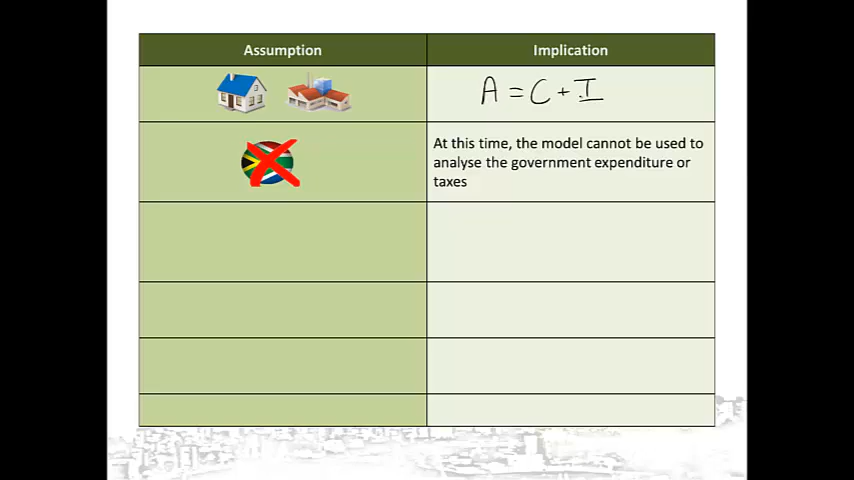 Assumption
Implication
A = C + I
At this time, the model cannot be used to
analyse the government expenditure or
taxes